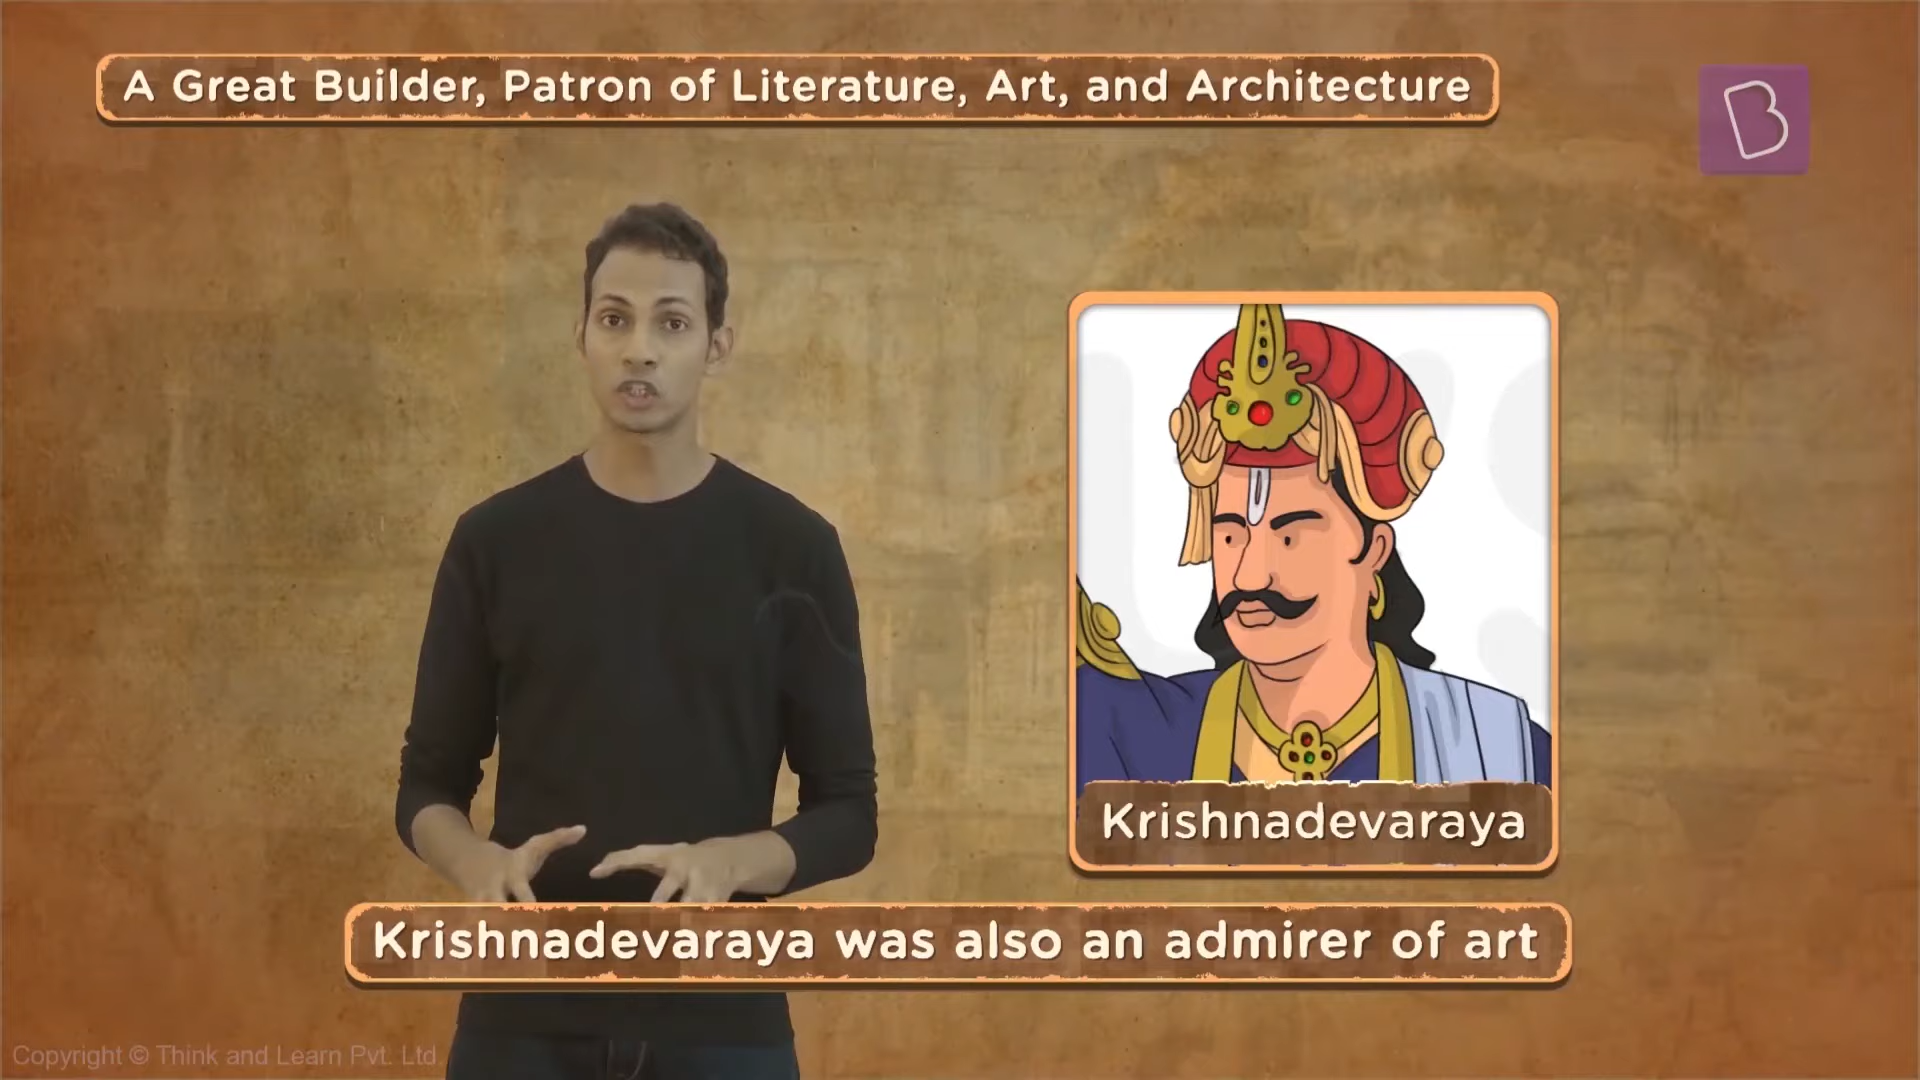 A Great Builder, Patron of Literature, Art, and Architecture
B
Krishnadevaraya
Krishnadevaraya was also an admirer of art
Copyright © Think and Learn Pvt. Ltd.